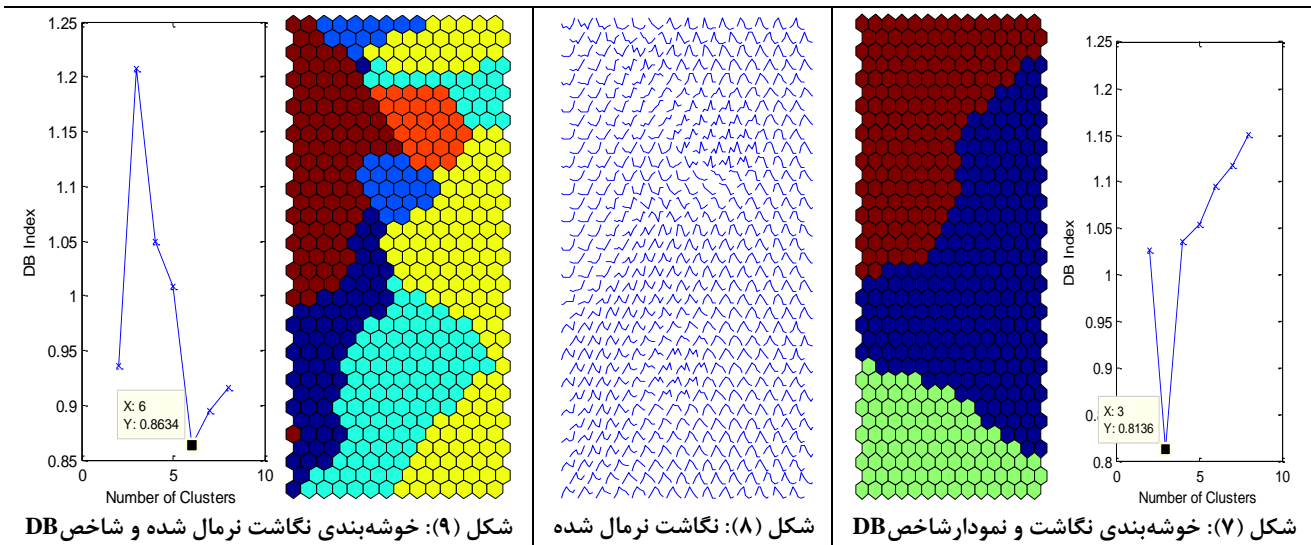 1.25
1.2
1.15
1.1
1.05
1
0.95
0.9
0.85
DB Index
X: 6
Y: 0.8634
0
5
10
Number of Clusters
شکل (۹): خوشه‌بندی نگاشت نرمال شده و شاخص DB
شکل (۸): نگاشت نرمال شده
1.25
1.2
1.15
1.1
1.05
1
0.95
0.9
0.8
DB Index
X: 3
Y: 0.8136
0
5
10
Number of Clusters
شکل (۷): خوشه‌بندی نگاشت و نمودارشاخص DB